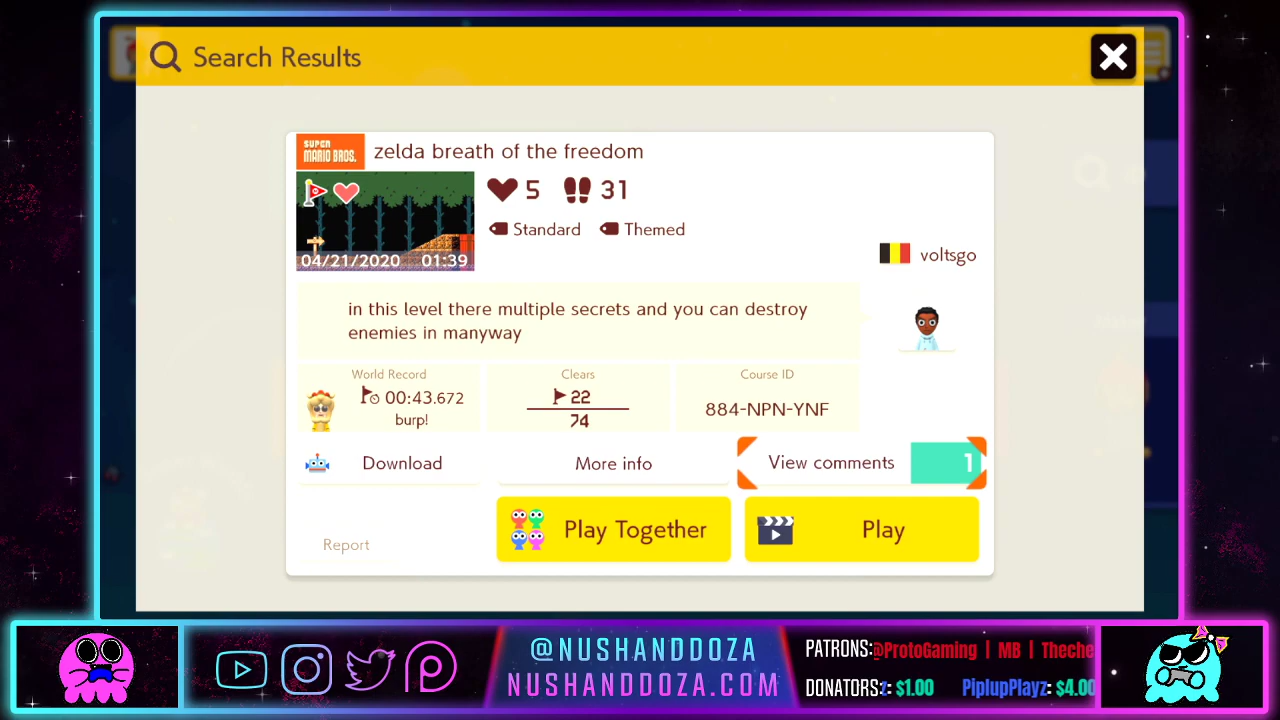 Search Results
SUPER
MARIO BROS.
zelda breath of the freedom
5 31
Standard Themed
04/21/2020 01:39
voltsgo
in this level there multiple secrets and you can destroy
enemies in manyway
World Record
00:43.672
burp!
Clears
22
74
Course ID
884-NPN-YNF
Download
More info
View comments 1
Report
Play Together
Play
@NUSHANDDOZA
NUSHANDDOZA.COM
PATRONS: @ProtoGaming | MB | Theche
DONATORS: z: $1.00 PiplupPlayz: $4.00